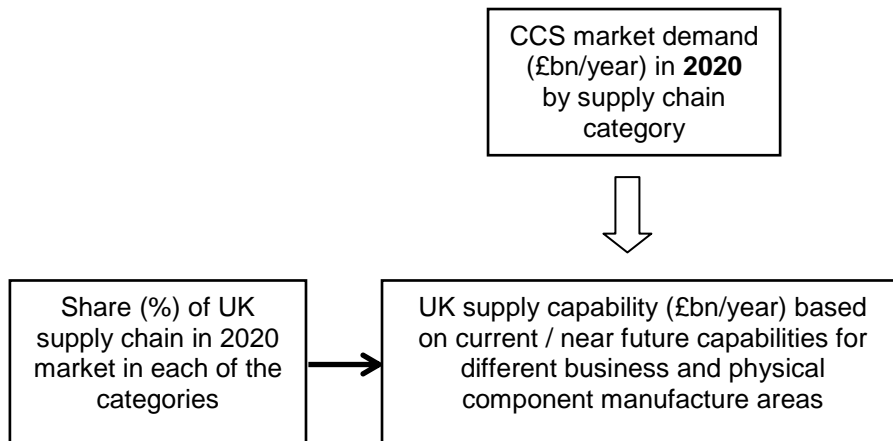 CCS market demand
(£bn/year) in 2020
by supply chain
category
Share (%) of UK
supply chain in 2020
market in each of the
categories
UK supply capability (£bn/year) based
on current / near future capabilities for
different business and physical
component manufacture areas